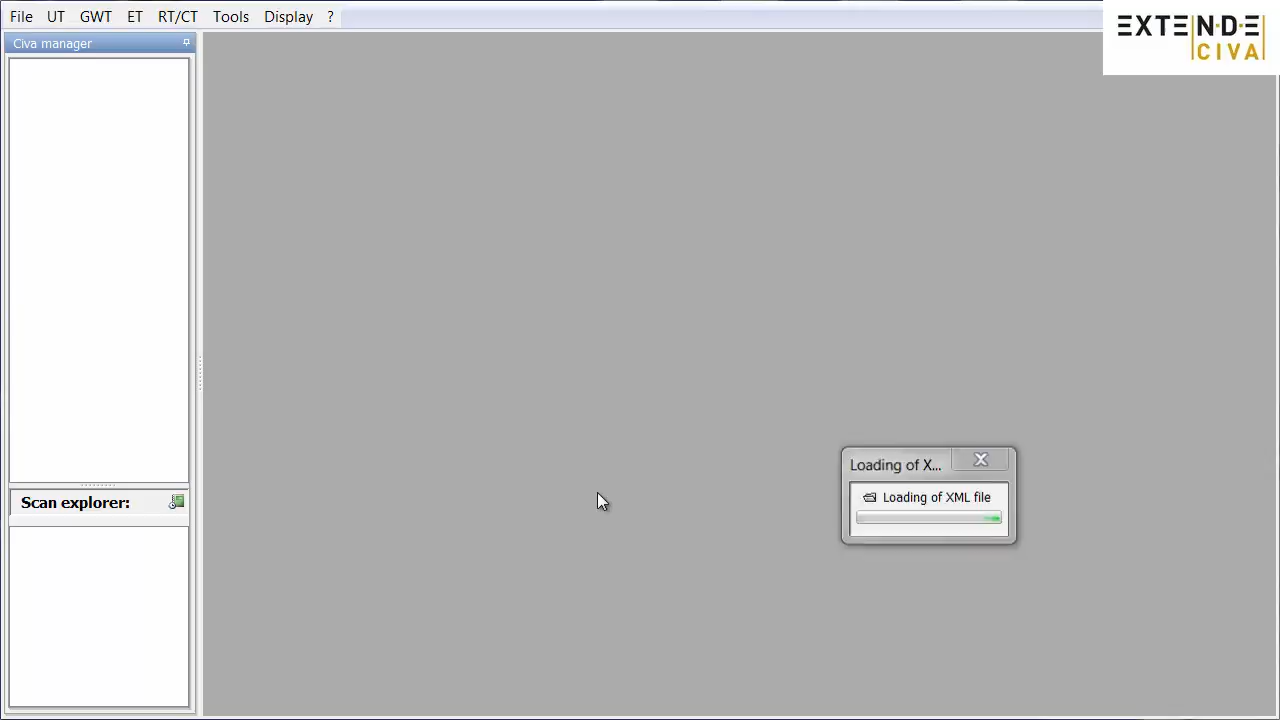 File UT GWT ET RT/CT Tools Display ?
EXTENDE
CIVA
Civa manager
Loading of X...
Loading of XML file
Scan explorer: